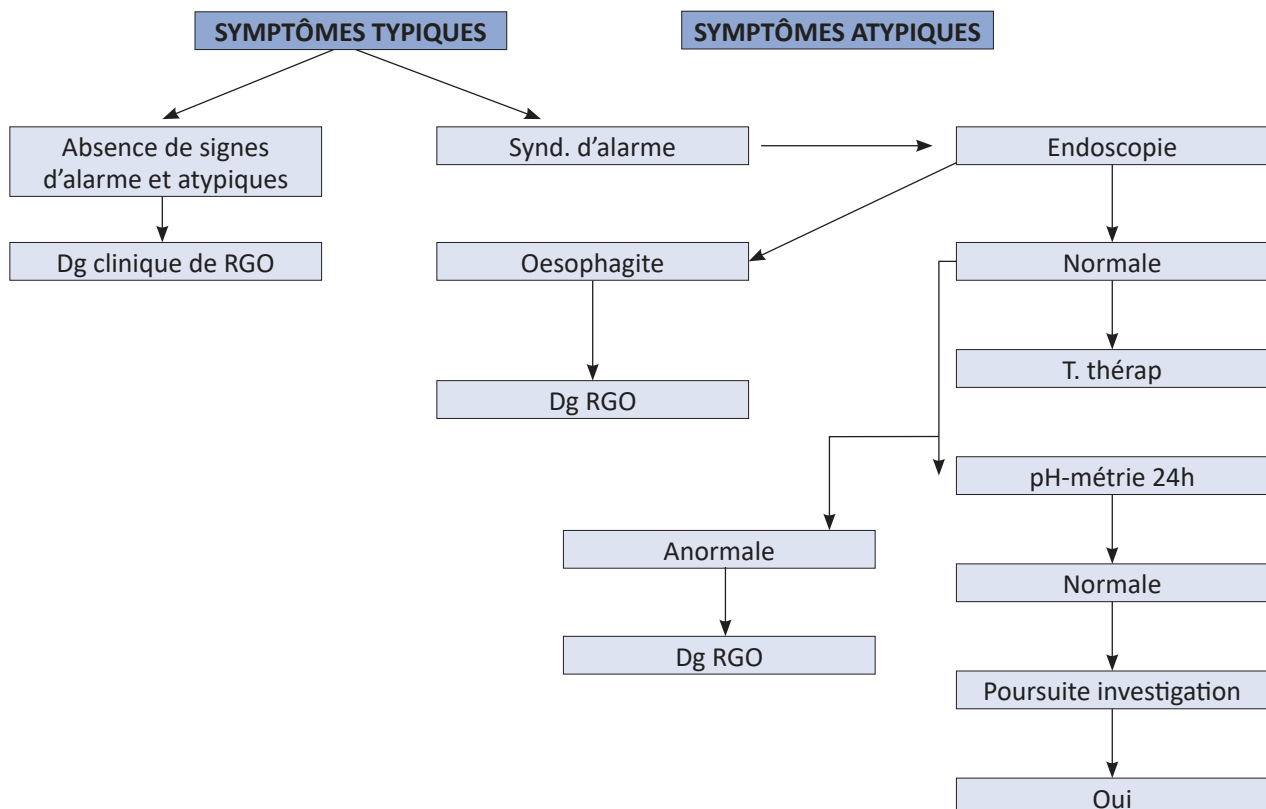 SYMPTÔMES TYPIQUES
SYMPTÔMES ATYPIQUES
Absence de signes
d’alarme et atypiques
Synd. d’alarme
Endoscopie
Dg clinique de RGO
Oesophagite
Normale
T. thérap
Dg RGO
pH-métrie 24h
Anormale
Normale
Dg RGO
Poursuite investigation
Oui